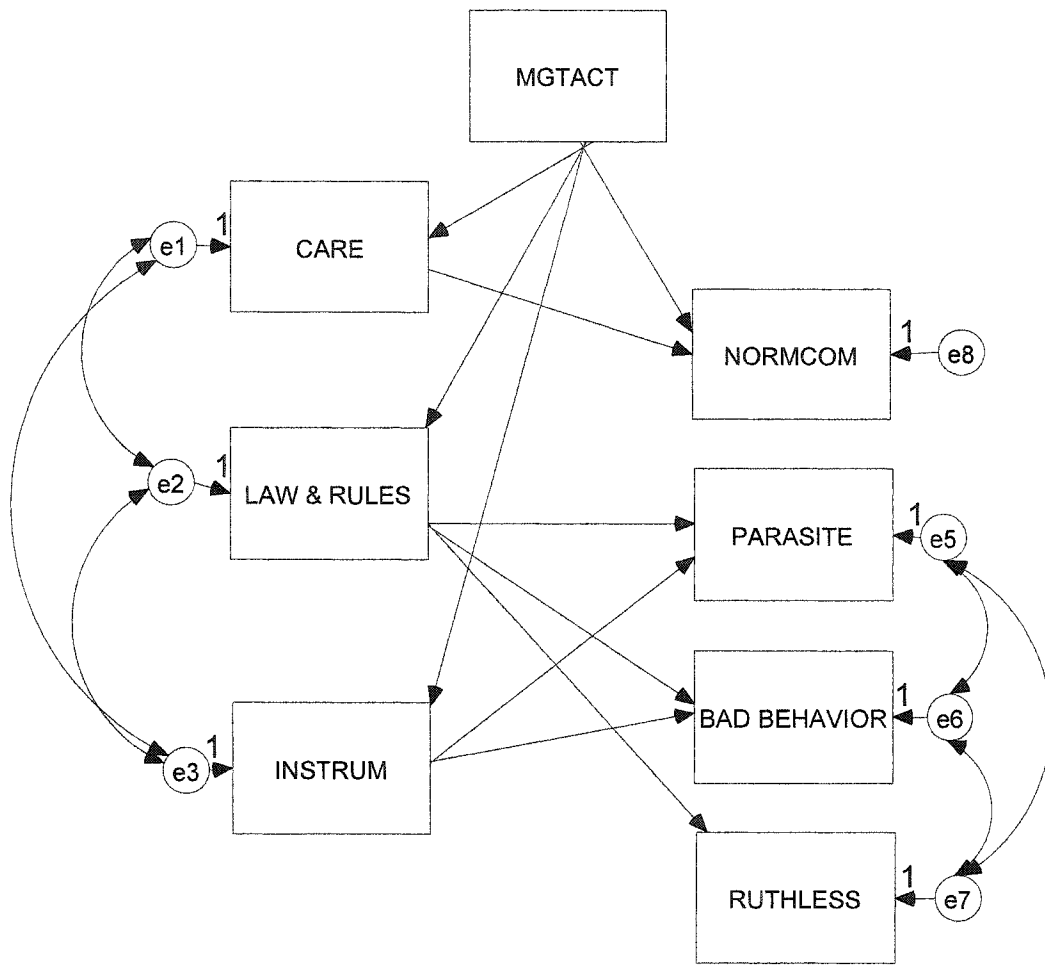 MGTACT
1
e1
CARE
NORMCOM
1
e8
1
e2
LAW & RULES
PARASITE
1
e5
1
e3
INSTRUM
BAD BEHAVIOR
1
e6
RUTHLESS
1
e7